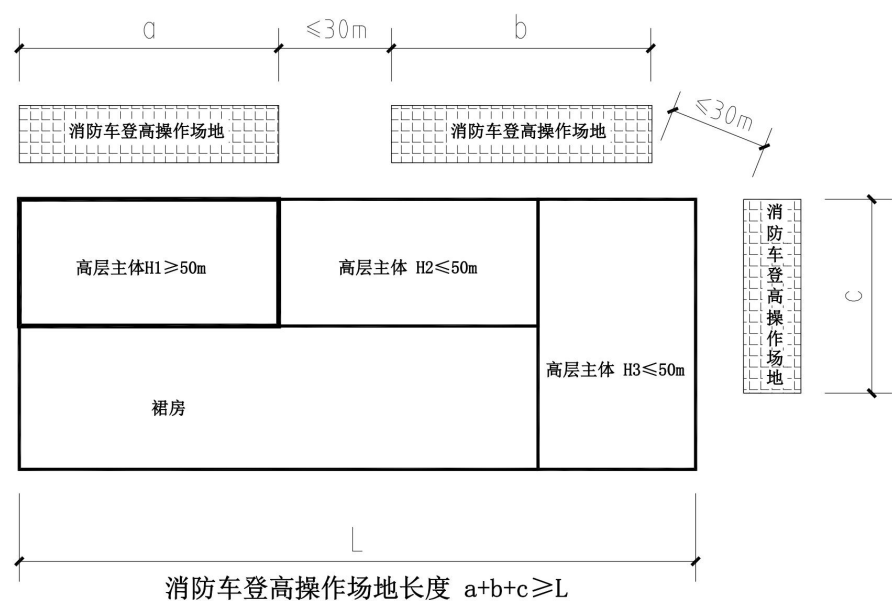 a
≤30m
b
≤30m
消防车登高操作场地
消防车登高操作场地
消防车登高操作场地
高层主体H1≥50m
高层主体 H2≤50m
c
高层主体 H3≤50m
裙房
L
消防车登高操作场地长度 a+b+c≥L